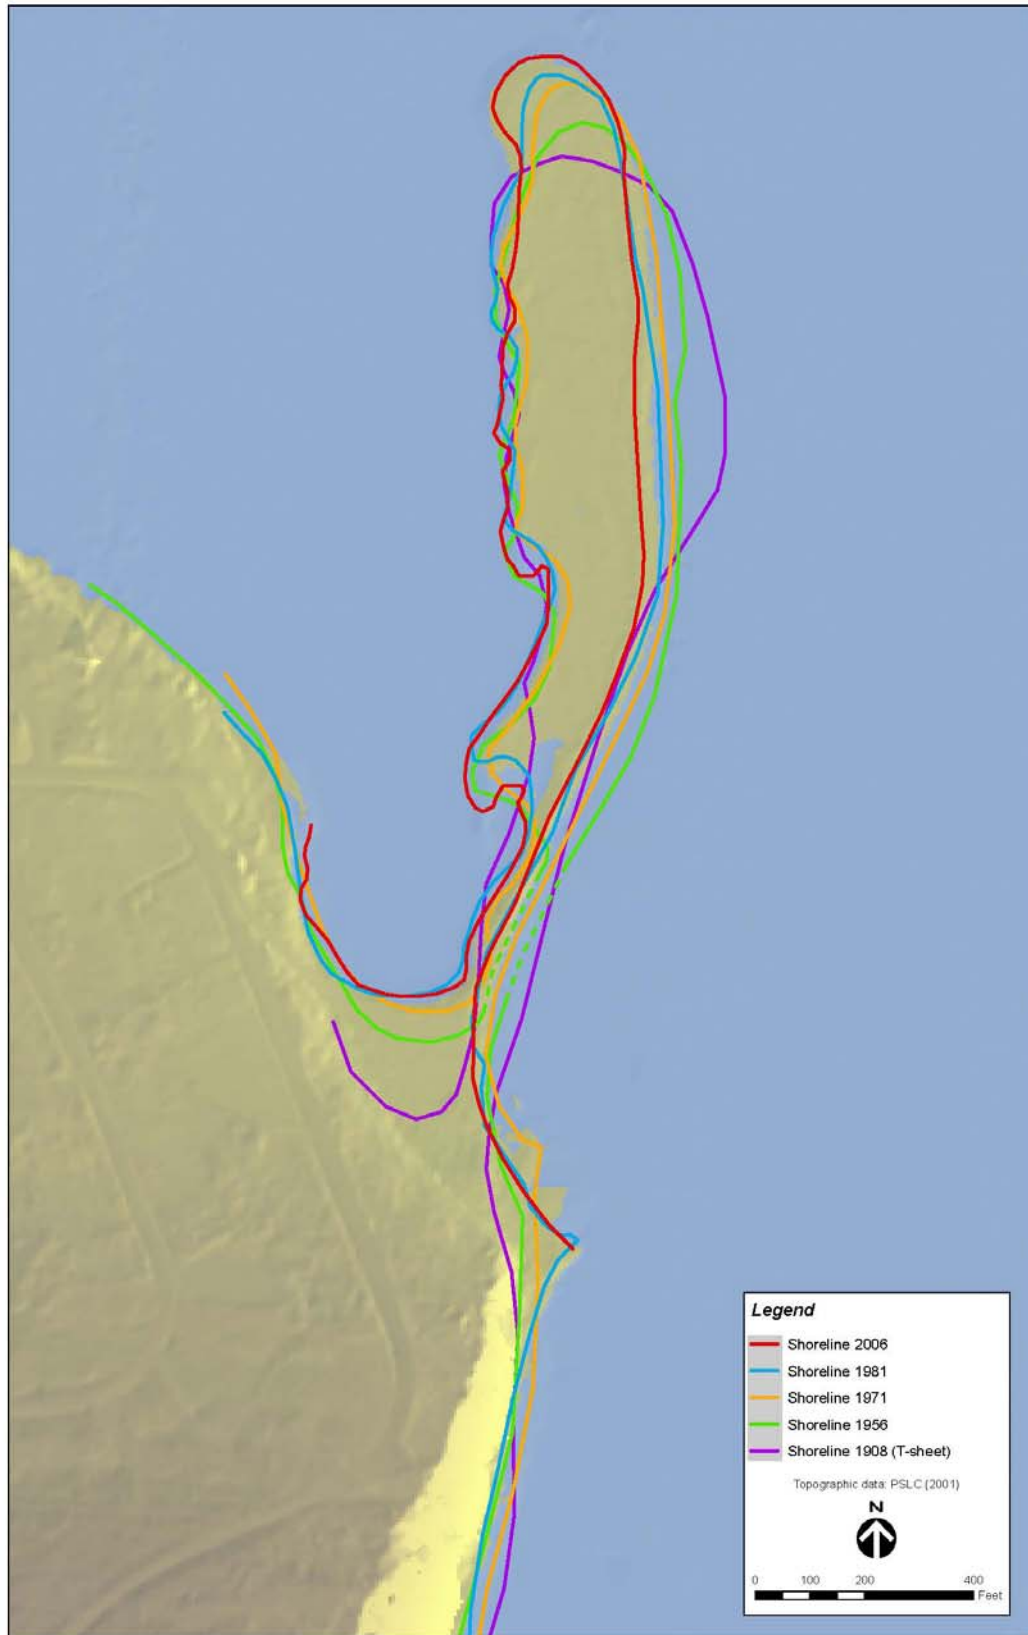 Legend
Shoreline 2006
Shoreline 1981
Shoreline 1971
Shoreline 1956
Shoreline 1908 (T-sheet)
Topographic data: PSLC (2001)
N
0 100 200 400
Feet